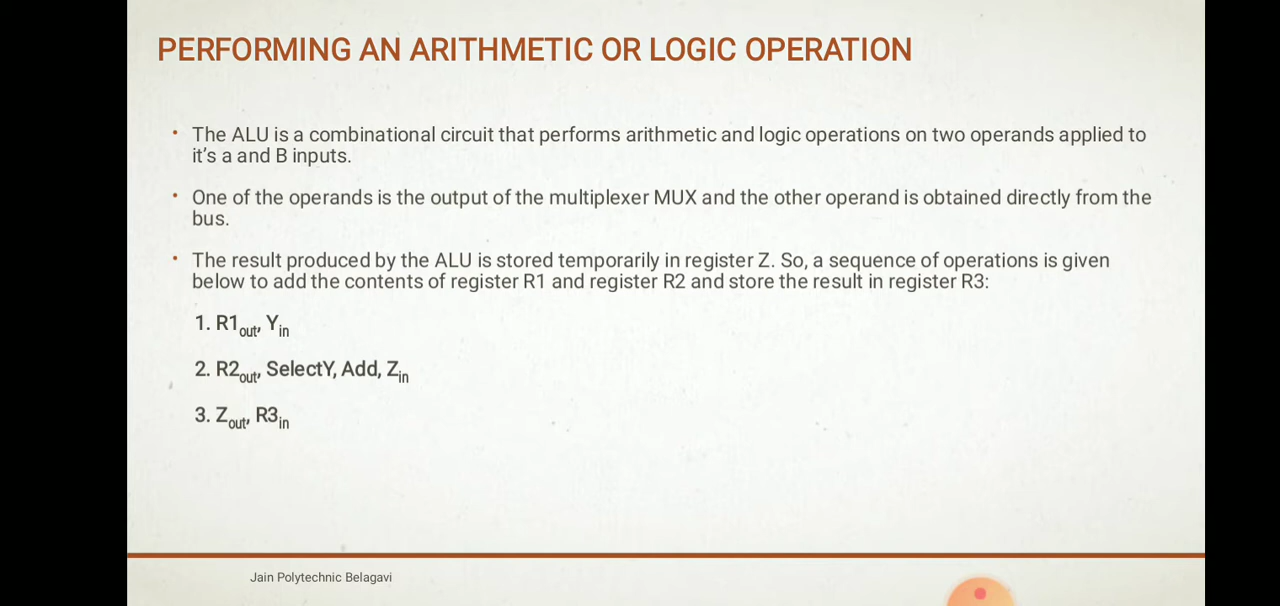 PERFORMING AN ARITHMETIC OR LOGIC OPERATION
• The ALU is a combinational circuit that performs arithmetic and logic operations on two operands applied to
it's a and B inputs.
• One of the operands is the output of the multiplexer MUX and the other operand is obtained directly from the
bus.
• The result produced by the ALU is stored temporarily in register Z. So, a sequence of operations is given
below to add the contents of register R1 and register R2 and store the result in register R3:
1. R1out, Yin
2. R2out, SelectY, Add, Zin
3. Zout, R3in
Jain Polytechnic Belagavi